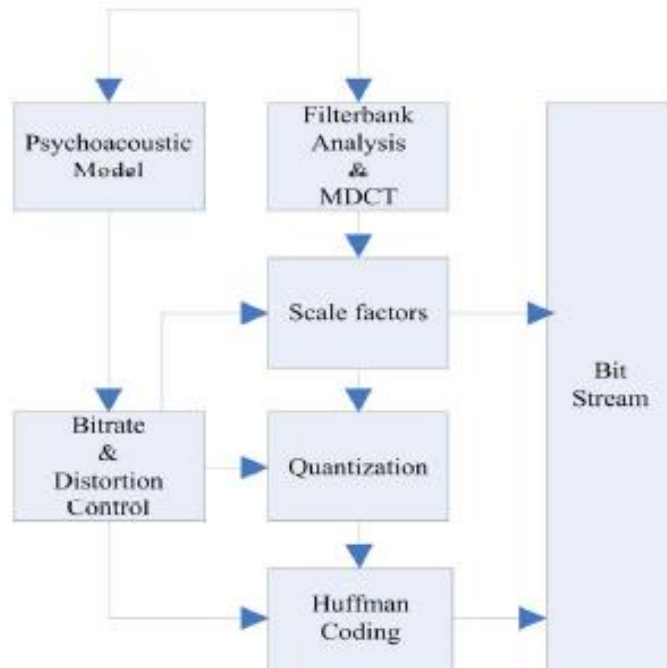 Psychoacoustic
Model
Filterbank
Analysis
&
MDCT
Scale factors
Bit
Stream
Bitrate
&
Distortion
Control
Quantization
Huffman
Coding